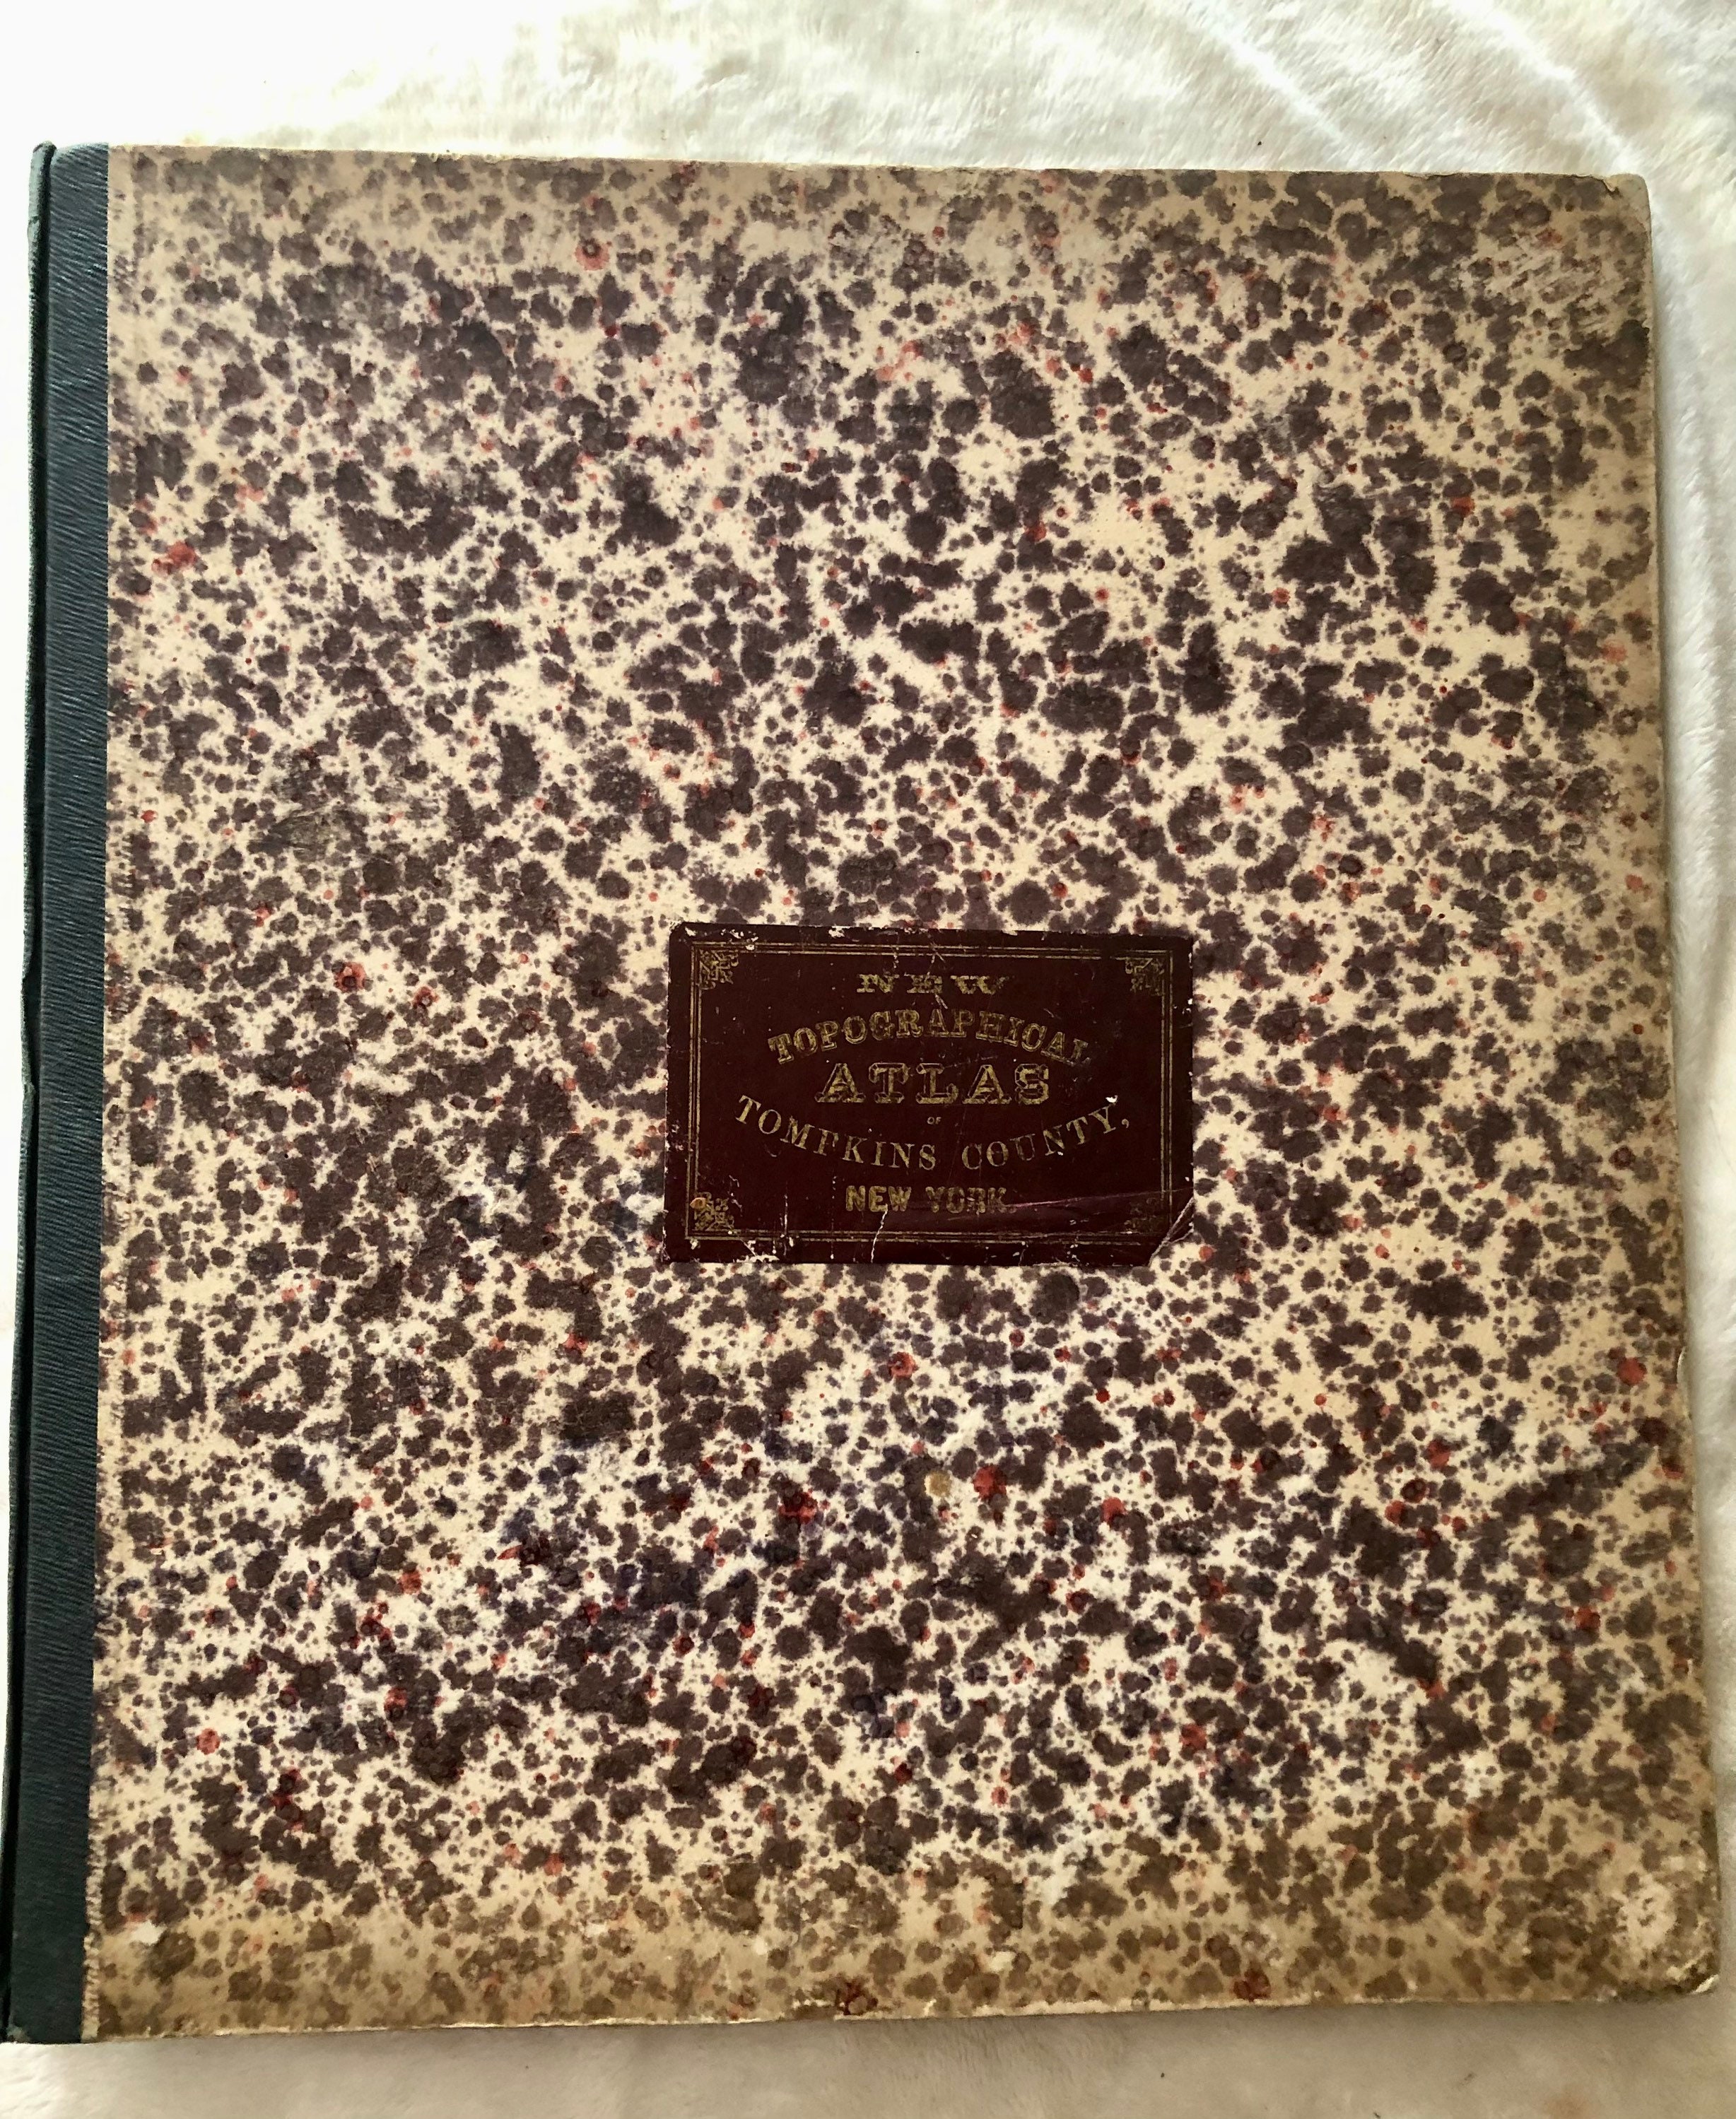 NEW
TOPOGRAPHICAL
ATLAS
OF
TOMPKINS COUNTY,
NEW YORK.